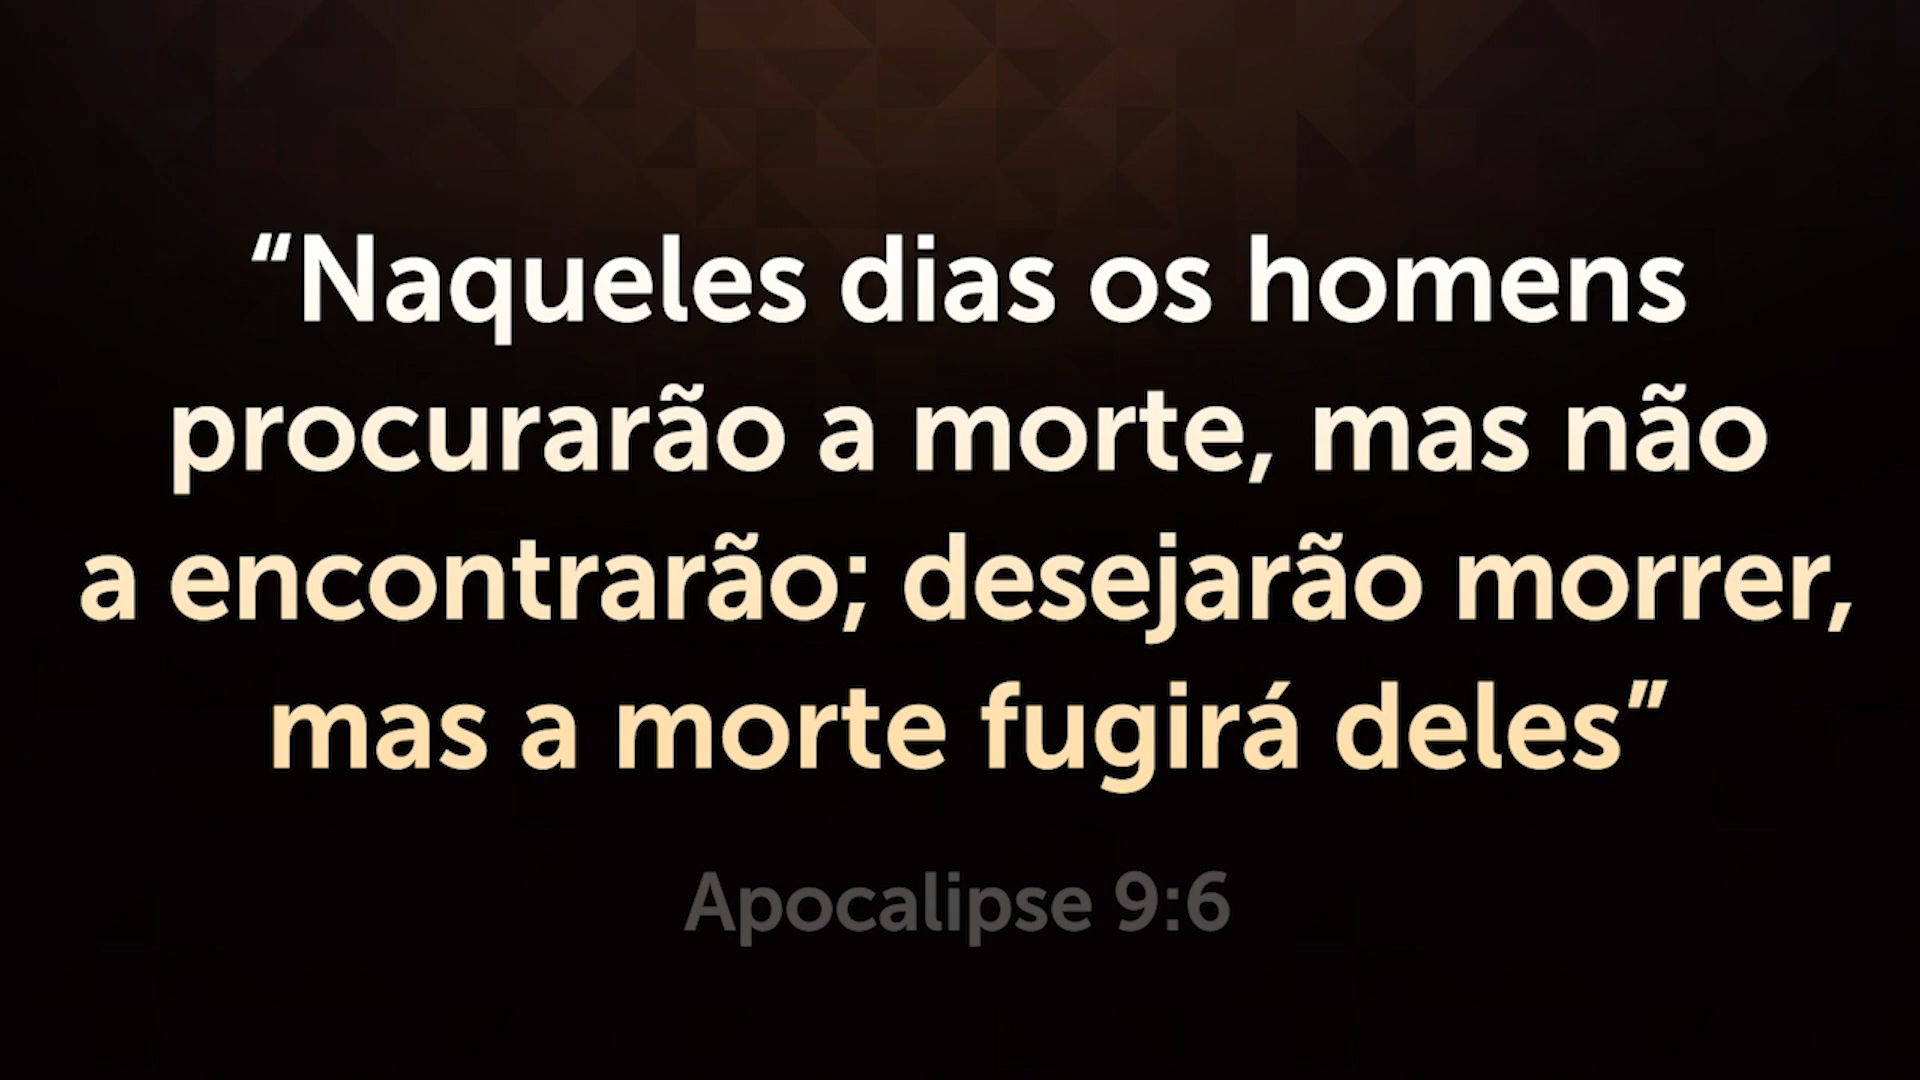 “Naqueles dias os homens
procurarão a morte, mas não
a encontrarão; desejarão morrer,
mas a morte fugirá deles”
Apocalipse 9:6